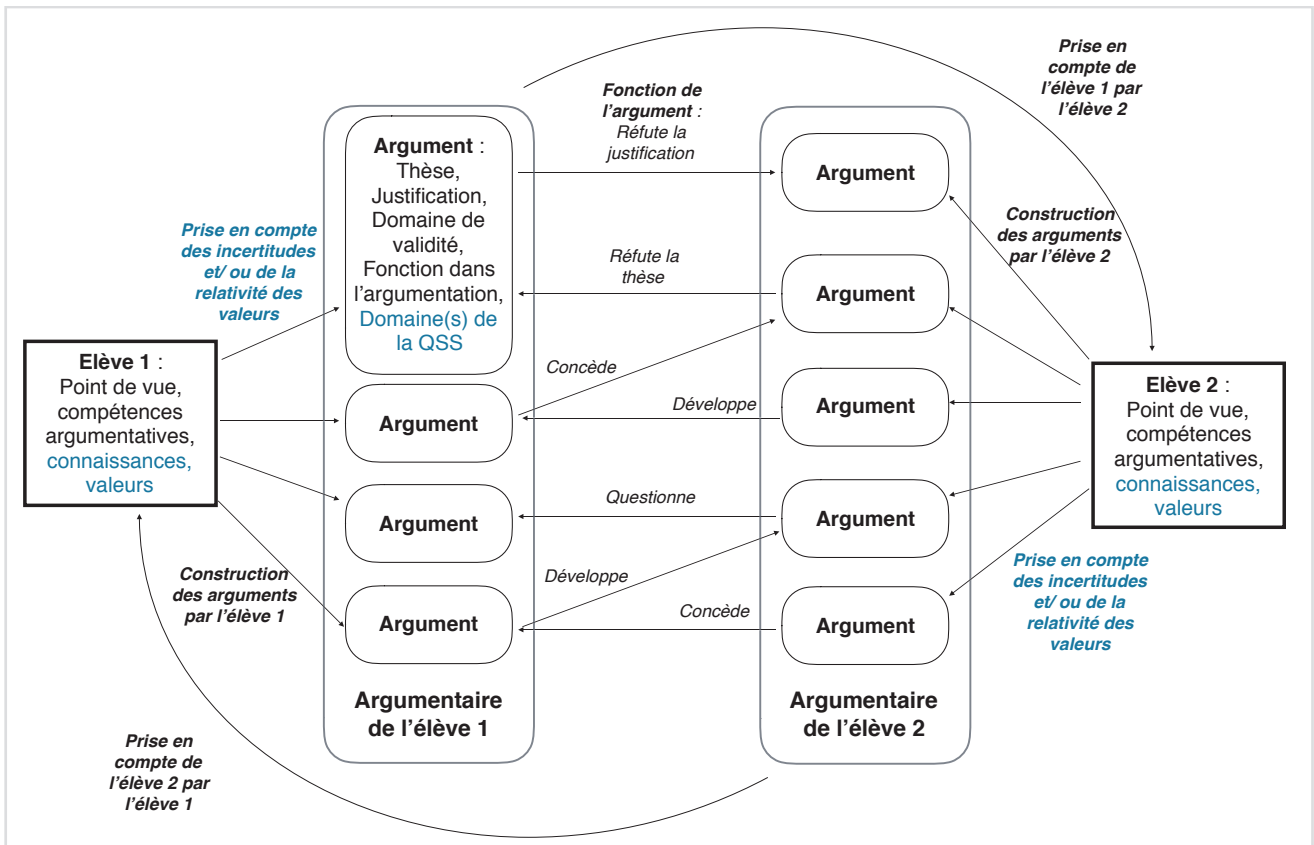 Prise en
compte de
l'élève 1 par
l'élève 2
Fonction de
l'argument :
Réfute la
justification
Argument :
Thèse,
Justification,
Domaine de
validité,
Fonction dans
l'argumentation,
Domaine(s) de
la QSS
Argument
Prise en compte
des incertitudes
et/ ou de la
relativité des
valeurs
Construction
des arguments
par l'élève 2
Réfute la
thèse
Argument
Elève 1 :
Point de vue,
compétences
argumentatives,
connaissances,
valeurs
Concède
Elève 2 :
Point de vue,
compétences
argumentatives,
connaissances,
valeurs
Argument
Développe
Argument
Argument
Questionne
Argument
Construction
des arguments
par l'élève 1
Développe
Prise en compte
des incertitudes
et/ ou de la
relativité des
valeurs
Argument
Concède
Argument
Argumentaire
de l'élève 1
Argumentaire
de l'élève 2
Prise en
compte de
l'élève 2 par
l'élève 1